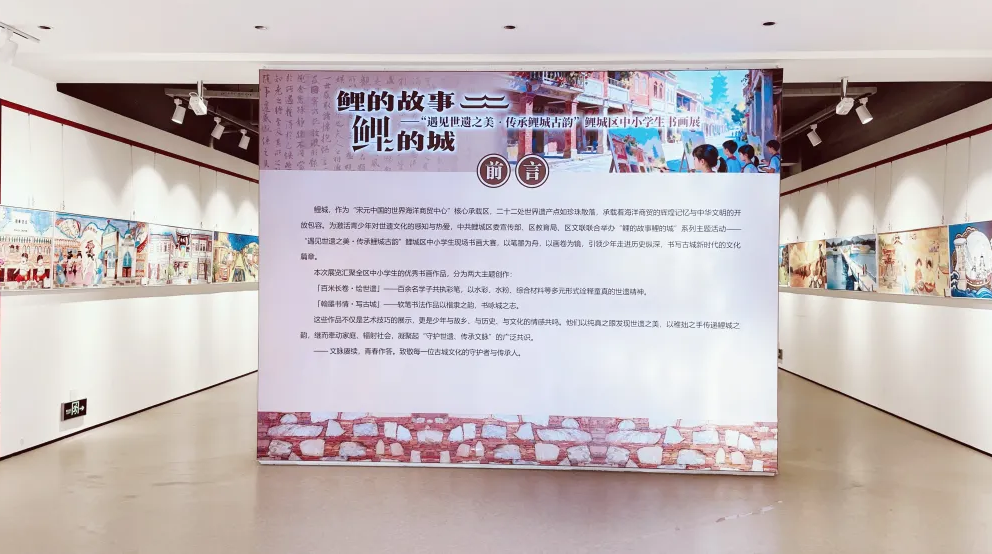 鲤的故事
鲤的城
——“遇见世遗之美·传承鲤城古韵”鲤城区中小学生书画展
前言
鲤城，作为“宋元中国的世界海洋商贸中心”核心承载区，二十二处世界遗产点如珍珠散落，承载着海洋商贸的辉煌记忆与中华文明的开
放包容。为激活青少年对世遗文化的感知与热爱，中共鲤城区委宣传部、区教育局、区文联联合举办“鲤的故事鲤的城”系列主题活动——
“遇见世遗之美·传承鲤城古韵”鲤城区中小学生现场书画大赛，以笔墨为舟，以画卷为镜，引领少年走进历史纵深，书写古城新时代的文化
篇章。
本次展览汇聚全区中小学生的优秀书画作品，分为两大主题创作：
「百米长卷·绘世遗」——百余名学子共执彩笔，以水彩、水粉、综合材料等多元形式诠释童真的世遗精神。
「翰墨书情·写古城」——软笔书法作品以根隶之韵，书咏城之志。
这些作品不仅是艺术技巧的展示，更是少年与故乡、与历史、与文化的情感共鸣。他们以纯真之眼发现世遗之美，以稚拙之手传递鲤城之
韵，继而牵动家庭，辐射社会，凝聚起“守护世遗，传承文脉”的广泛共识。
—— 文脉赓续，青春作答。致敬每一位古城文化的守护者与传承人。